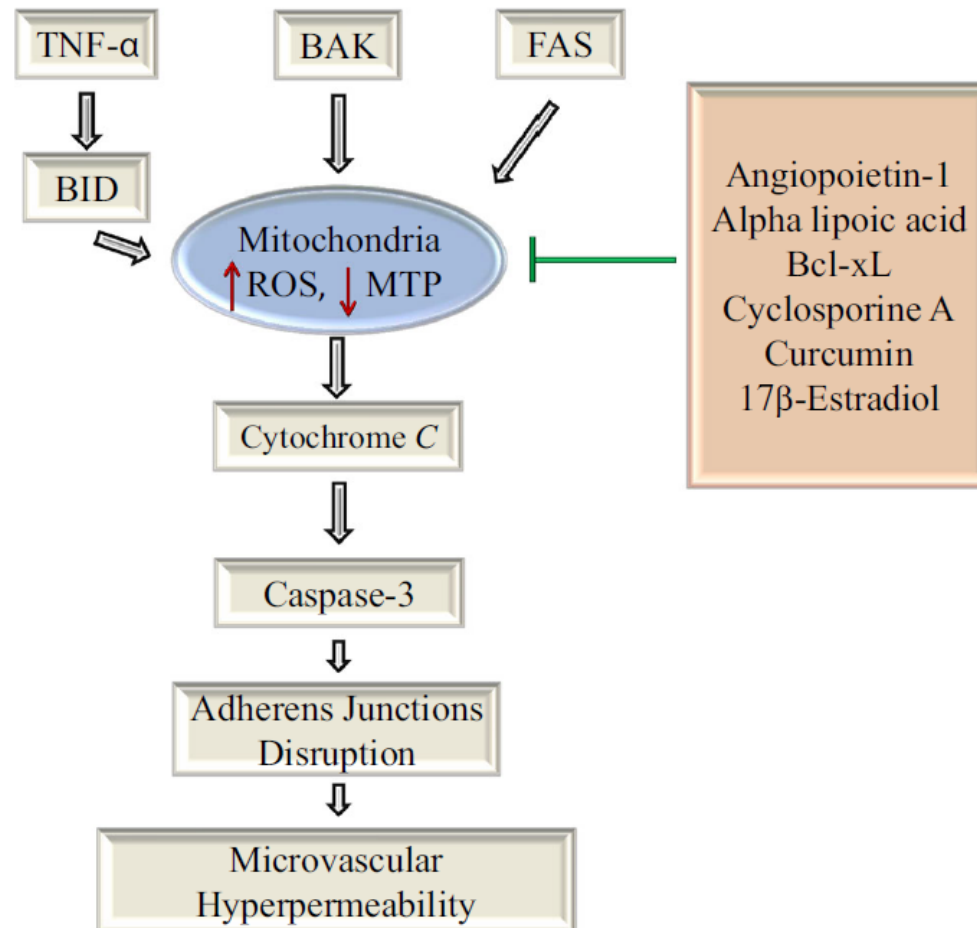 TNF-α
BAK
FAS
BID
Mitochondria
ROS, MTP
Angiopoietin-1
Alpha lipoic acid
Bcl-xL
Cyclosporine A
Curcumin
17β-Estradiol
Cytochrome C
Caspase-3
Adherens Junctions
Disruption
Microvascular
Hyperpermeability